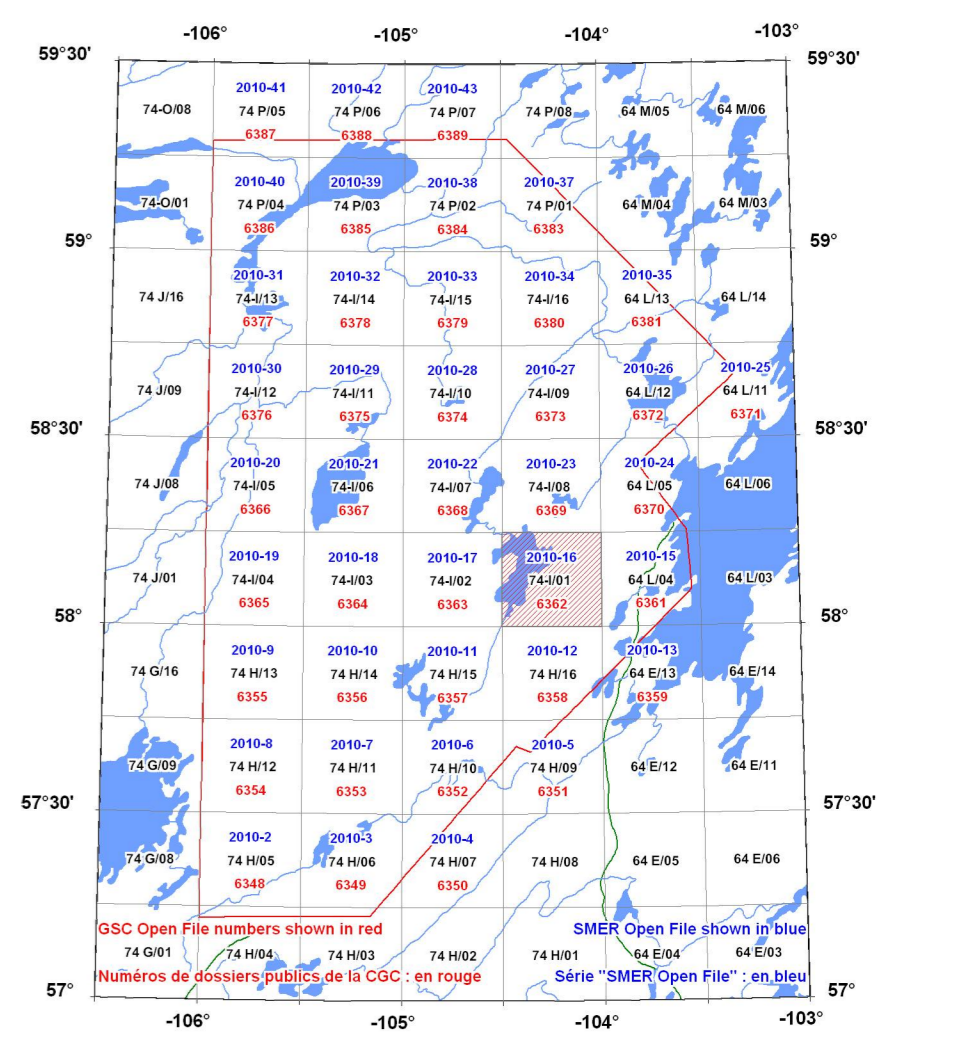 -106° -105° -104° -103°
59°30' 59°30'
2010-41 2010-42 2010-43
74-O/08 74 P/05 74 P/06 74 P/07 74 P/08 64 M/05 64 M/06
6387 6388 6389
2010-40 2010-39 2010-38 2010-37
74-O/01 74 P/04 74 P/03 74 P/02 74 P/01 64 M/04 64 M/03
6386 6385 6384 6383
59° 59°
2010-31 2010-32 2010-33 2010-34 2010-35
74 J/16 74-I/13 74-I/14 74-I/15 74-I/16 64 L/13 64 L/14
6377 6378 6379 6380 6381
2010-30 2010-29 2010-28 2010-27 2010-26 2010-25
74 J/09 74-I/12 74-I/11 74-I/10 74-I/09 64 L/12 64 L/11
6376 6375 6374 6373 6372 6371
58°30' 58°30'
2010-20 2010-21 2010-22 2010-23 2010-24
74 J/08 74-I/05 74-I/06 74-I/07 74-I/08 64 L/05 64 L/06
6366 6367 6368 6369 6370
2010-19 2010-18 2010-17 2010-16 2010-15
74 J/01 74-I/04 74-I/03 74-I/02 74-I/01 64 L/04 64 L/03
6365 6364 6363 6362 6361
58° 58°
2010-9 2010-10 2010-11 2010-12 2010-13
74 G/16 74 H/13 74 H/14 74 H/15 74 H/16 64 E/13 64 E/14
6355 6356 6357 6358 6359
2010-8 2010-7 2010-6 2010-5
74 G/09 74 H/12 74 H/11 74 H/10 74 H/09 64 E/12 64 E/11
6354 6353 6352 6351
57°30' 57°30'
2010-2 2010-3 2010-4
74 G/08 74 H/05 74 H/06 74 H/07 74 H/08 64 E/05 64 E/06
6348 6349 6350
GSC Open File numbers shown in red SMER Open File shown in blue
74 G/01 74 H/04 74 H/03 74 H/02 74 H/01 64 E/04 64 E/03
Numéros de dossiers publics de la CGC : en rouge Série "SMER Open File" : en bleu
57° 57°
-106° -105° -104° -103°